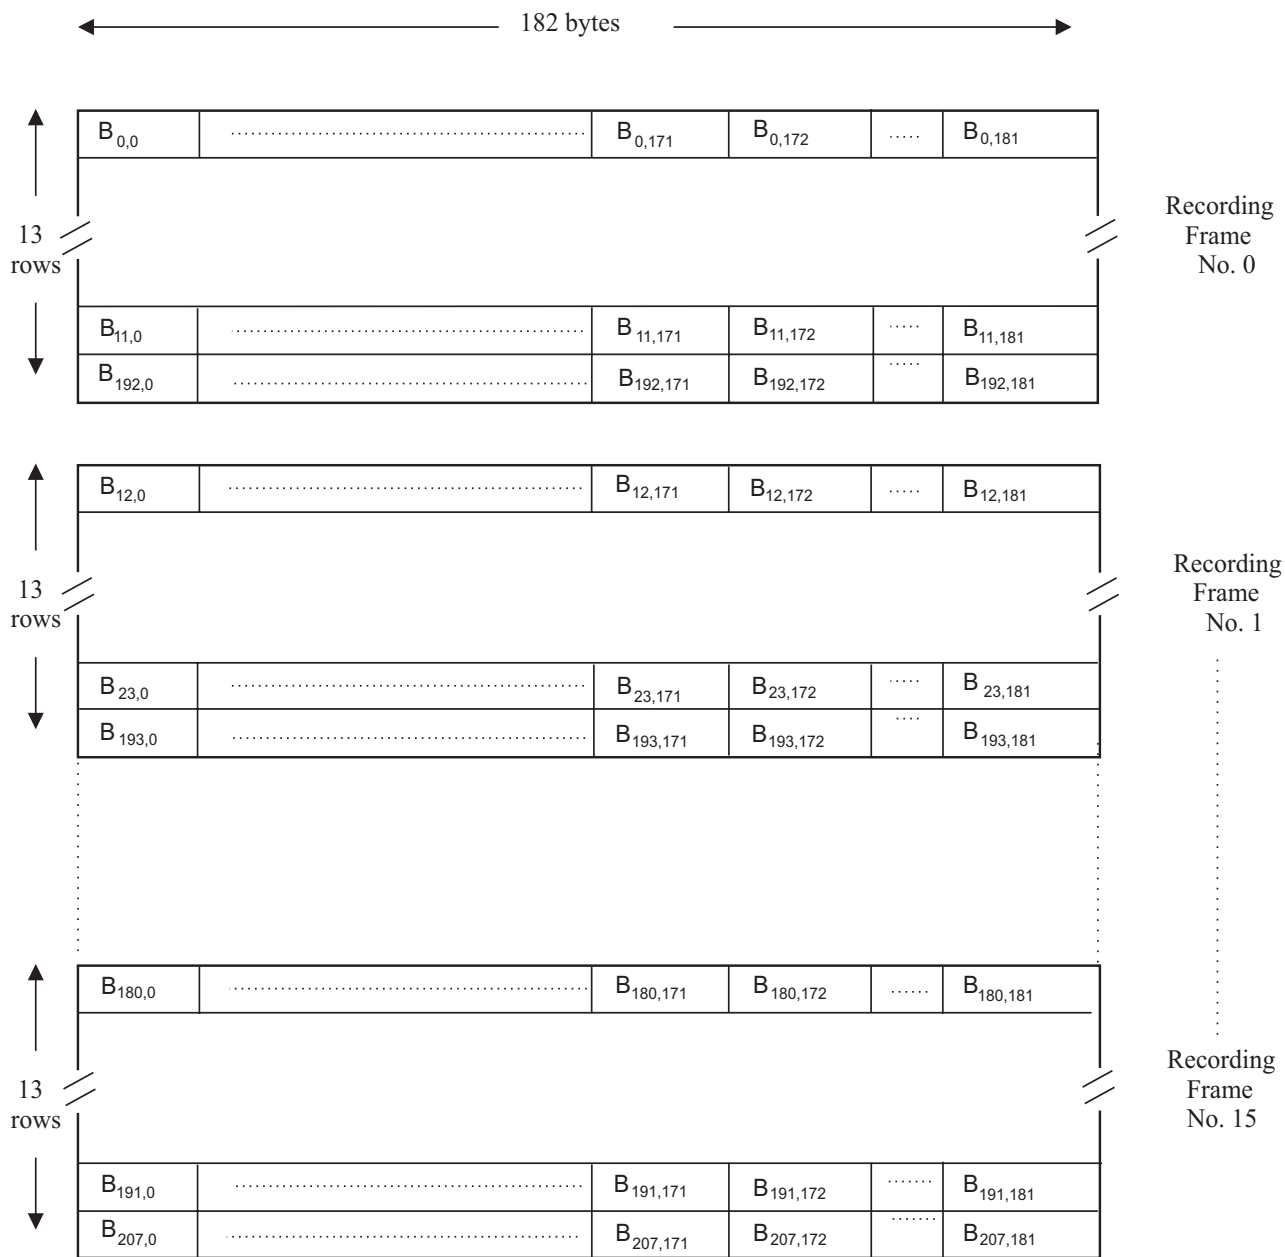 182 bytes
B0,0 ........ B0,171 B0,172 ..... B0,181
13
rows
Recording
Frame
No. 0
B11,0 ........ B11,171 B11,172 ..... B11,181
B192,0 ........ B192,171 B192,172 ..... B192,181
B12,0 ........ B12,171 B12,172 ..... B12,181
13
rows
Recording
Frame
No. 1
B23,0 ........ B23,171 B23,172 ..... B23,181
B193,0 ........ B193,171 B193,172 .... B193,181
B180,0 ........ B180,171 B180,172 ...... B180,181
13
rows
Recording
Frame
No. 15
B191,0 ........ B191,171 B191,172 ....... B191,181
B207,0 ........ B207,171 B207,172 ....... B207,181